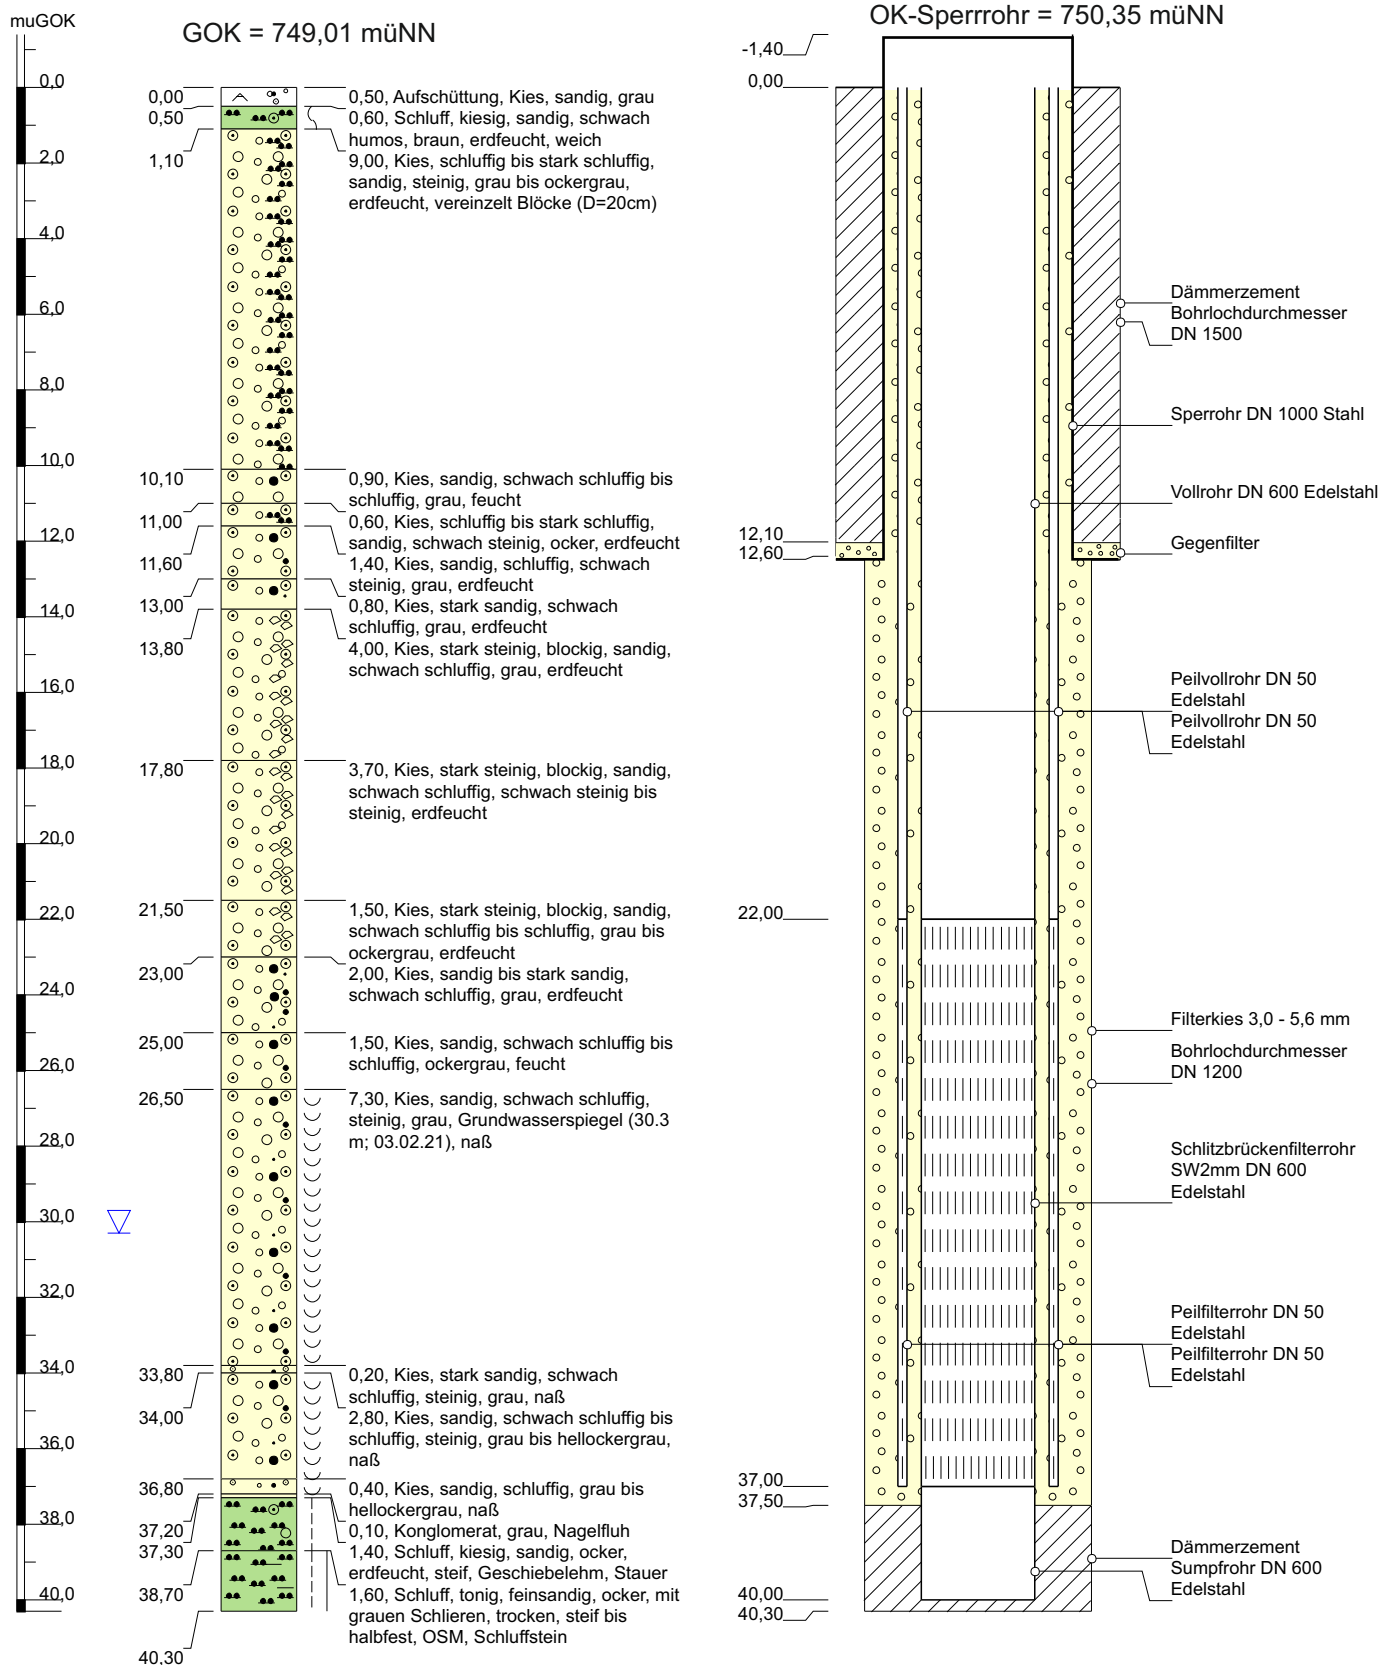 muGOK
GOK = 749,01 müNN
0,0
2,0
4,0
6,0
8,0
10,0
12,0
14,0
16,0
18,0
20,0
22,0
24,0
26,0
28,0
30,0
32,0
34,0
36,0
38,0
40,0
0,00
0,50
1,10
10,10
11,00
11,60
13,00
13,80
17,80
21,50
23,00
25,00
26,50
33,80
34,00
36,80
37,20
37,30
38,70
40,30
0,50, Aufschüttung, Kies, sandig, grau
0,60, Schluff, kiesig, sandig, schwach
humos, braun, erdfeucht, weich
9,00, Kies, schluffig bis stark schluffig,
sandig, steinig, grau bis ockergrau,
erdfeucht, vereinzelt Blöcke (D=20cm)
0,90, Kies, sandig, schwach schluffig bis
schluffig, grau, feucht
0,60, Kies, schluffig bis stark schluffig,
sandig, schwach steinig, ocker, erdfeucht
1,40, Kies, sandig, schluffig, schwach
steinig, grau, erdfeucht
0,80, Kies, stark sandig, schwach
schluffig, grau, erdfeucht
4,00, Kies, stark steinig, blockig, sandig,
schwach schluffig, grau, erdfeucht
3,70, Kies, stark steinig, blockig, sandig,
schwach schluffig, schwach steinig bis
steinig, erdfeucht
1,50, Kies, stark steinig, blockig, sandig,
schwach schluffig bis schluffig, grau bis
ockergrau, erdfeucht
2,00, Kies, sandig bis stark sandig,
schwach schluffig, grau, erdfeucht
1,50, Kies, sandig, schwach schluffig bis
schluffig, ockergrau, feucht
7,30, Kies, sandig, schwach schluffig,
steinig, grau, Grundwasserspiegel (30.3
m; 03.02.21), naß
0,20, Kies, stark sandig, schwach
schluffig, steinig, grau, naß
2,80, Kies, sandig, schwach schluffig bis
schluffig, steinig, grau bis hellockergrau,
naß
0,40, Kies, sandig, schluffig, grau bis
hellockergrau, naß
0,10, Konglomerat, grau, Nagelfluh
1,40, Schluff, kiesig, sandig, ocker,
erdfeucht, steif, Geschiebelehm, Stauer
1,60, Schluff, tonig, feinsandig, ocker, mit
grauen Schlieren, trocken, steif bis
halbfest, OSM, Schluffstein
OK-Sperrrohr = 750,35 müNN
-1,40
0,00
12,10
12,60
22,00
37,00
37,50
40,00
40,30
Dämmerzement
Bohrlochdurchmesser
DN 1500
Sperrohr DN 1000 Stahl
Vollrohr DN 600 Edelstahl
Gegenfilter
Peilvollrohr DN 50
Edelstahl
Peilvollrohr DN 50
Edelstahl
Filterkies 3,0 - 5,6 mm
Bohrlochdurchmesser
DN 1200
Schlitzbrückenfilterrohr
SW2mm DN 600
Edelstahl
Peilfilterrohr DN 50
Edelstahl
Peilfilterrohr DN 50
Edelstahl
Dämmerzement
Sumpfrohr DN 600
Edelstahl